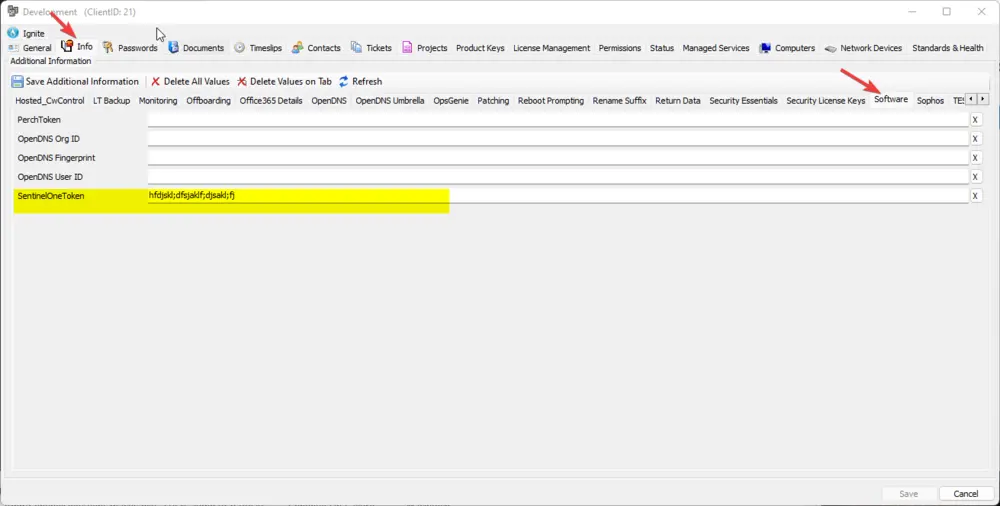 Development (ClientID: 21)
Ignite
General Info Passwords Documents Timeslips Contacts Tickets Projects Product Keys License Management Permissions Status Managed Services Computers Network Devices Standards & Health
Additional Information
Save Additional Information Delete All Values Delete Values on Tab Refresh
Hosted_CwControl LT Backup Monitoring Offboarding Office365 Details OpenDNS OpenDNS Umbrella OpsGenie Patching Reboot Prompting Rename Suffix Return Data Security Essentials Security License Keys Software Sophos TES
PerchToken X
OpenDNS Org ID X
OpenDNS Fingerprint X
OpenDNS User ID X
SentinelOneToken hfdjskl;dfsjaklf;djsakl;fj X
Save Cancel